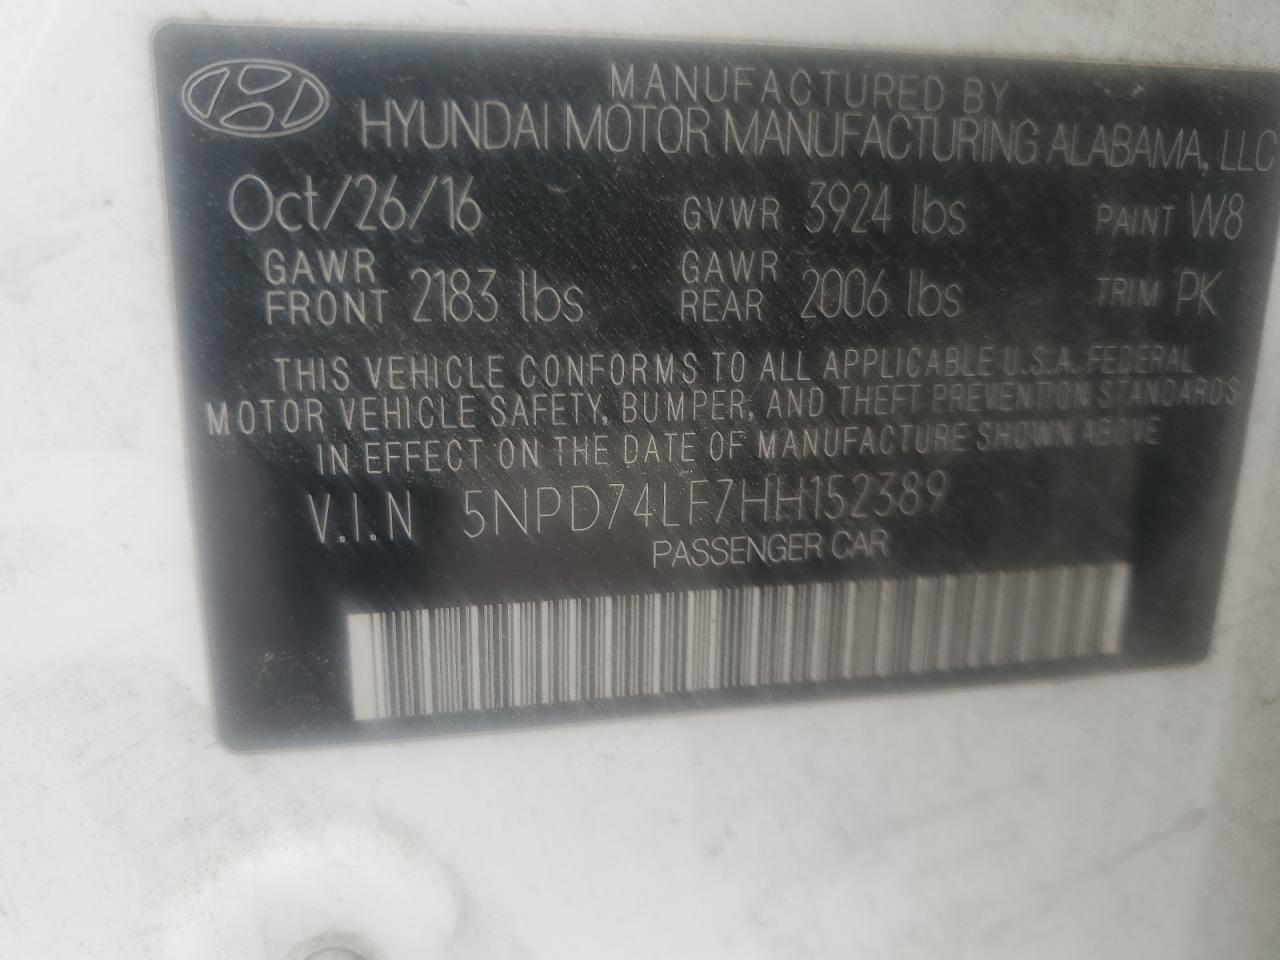 MANUFACTURED BY
HYUNDAI MOTOR MANUFACTURING ALABAMA, LLC
Oct/26/16 GVWR 3924 lbs PAINT W8
GAWR FRONT 2183 lbs GAWR REAR 2006 lbs TRIM PK
THIS VEHICLE CONFORMS TO ALL APPLICABLE U.S.A. FEDERAL
MOTOR VEHICLE SAFETY, BUMPER, AND THEFT PREVENTION STANDARDS
IN EFFECT ON THE DATE OF MANUFACTURE SHOWN ABOVE
V.I.N 5NPD74LF7HH152389
PASSENGER CAR